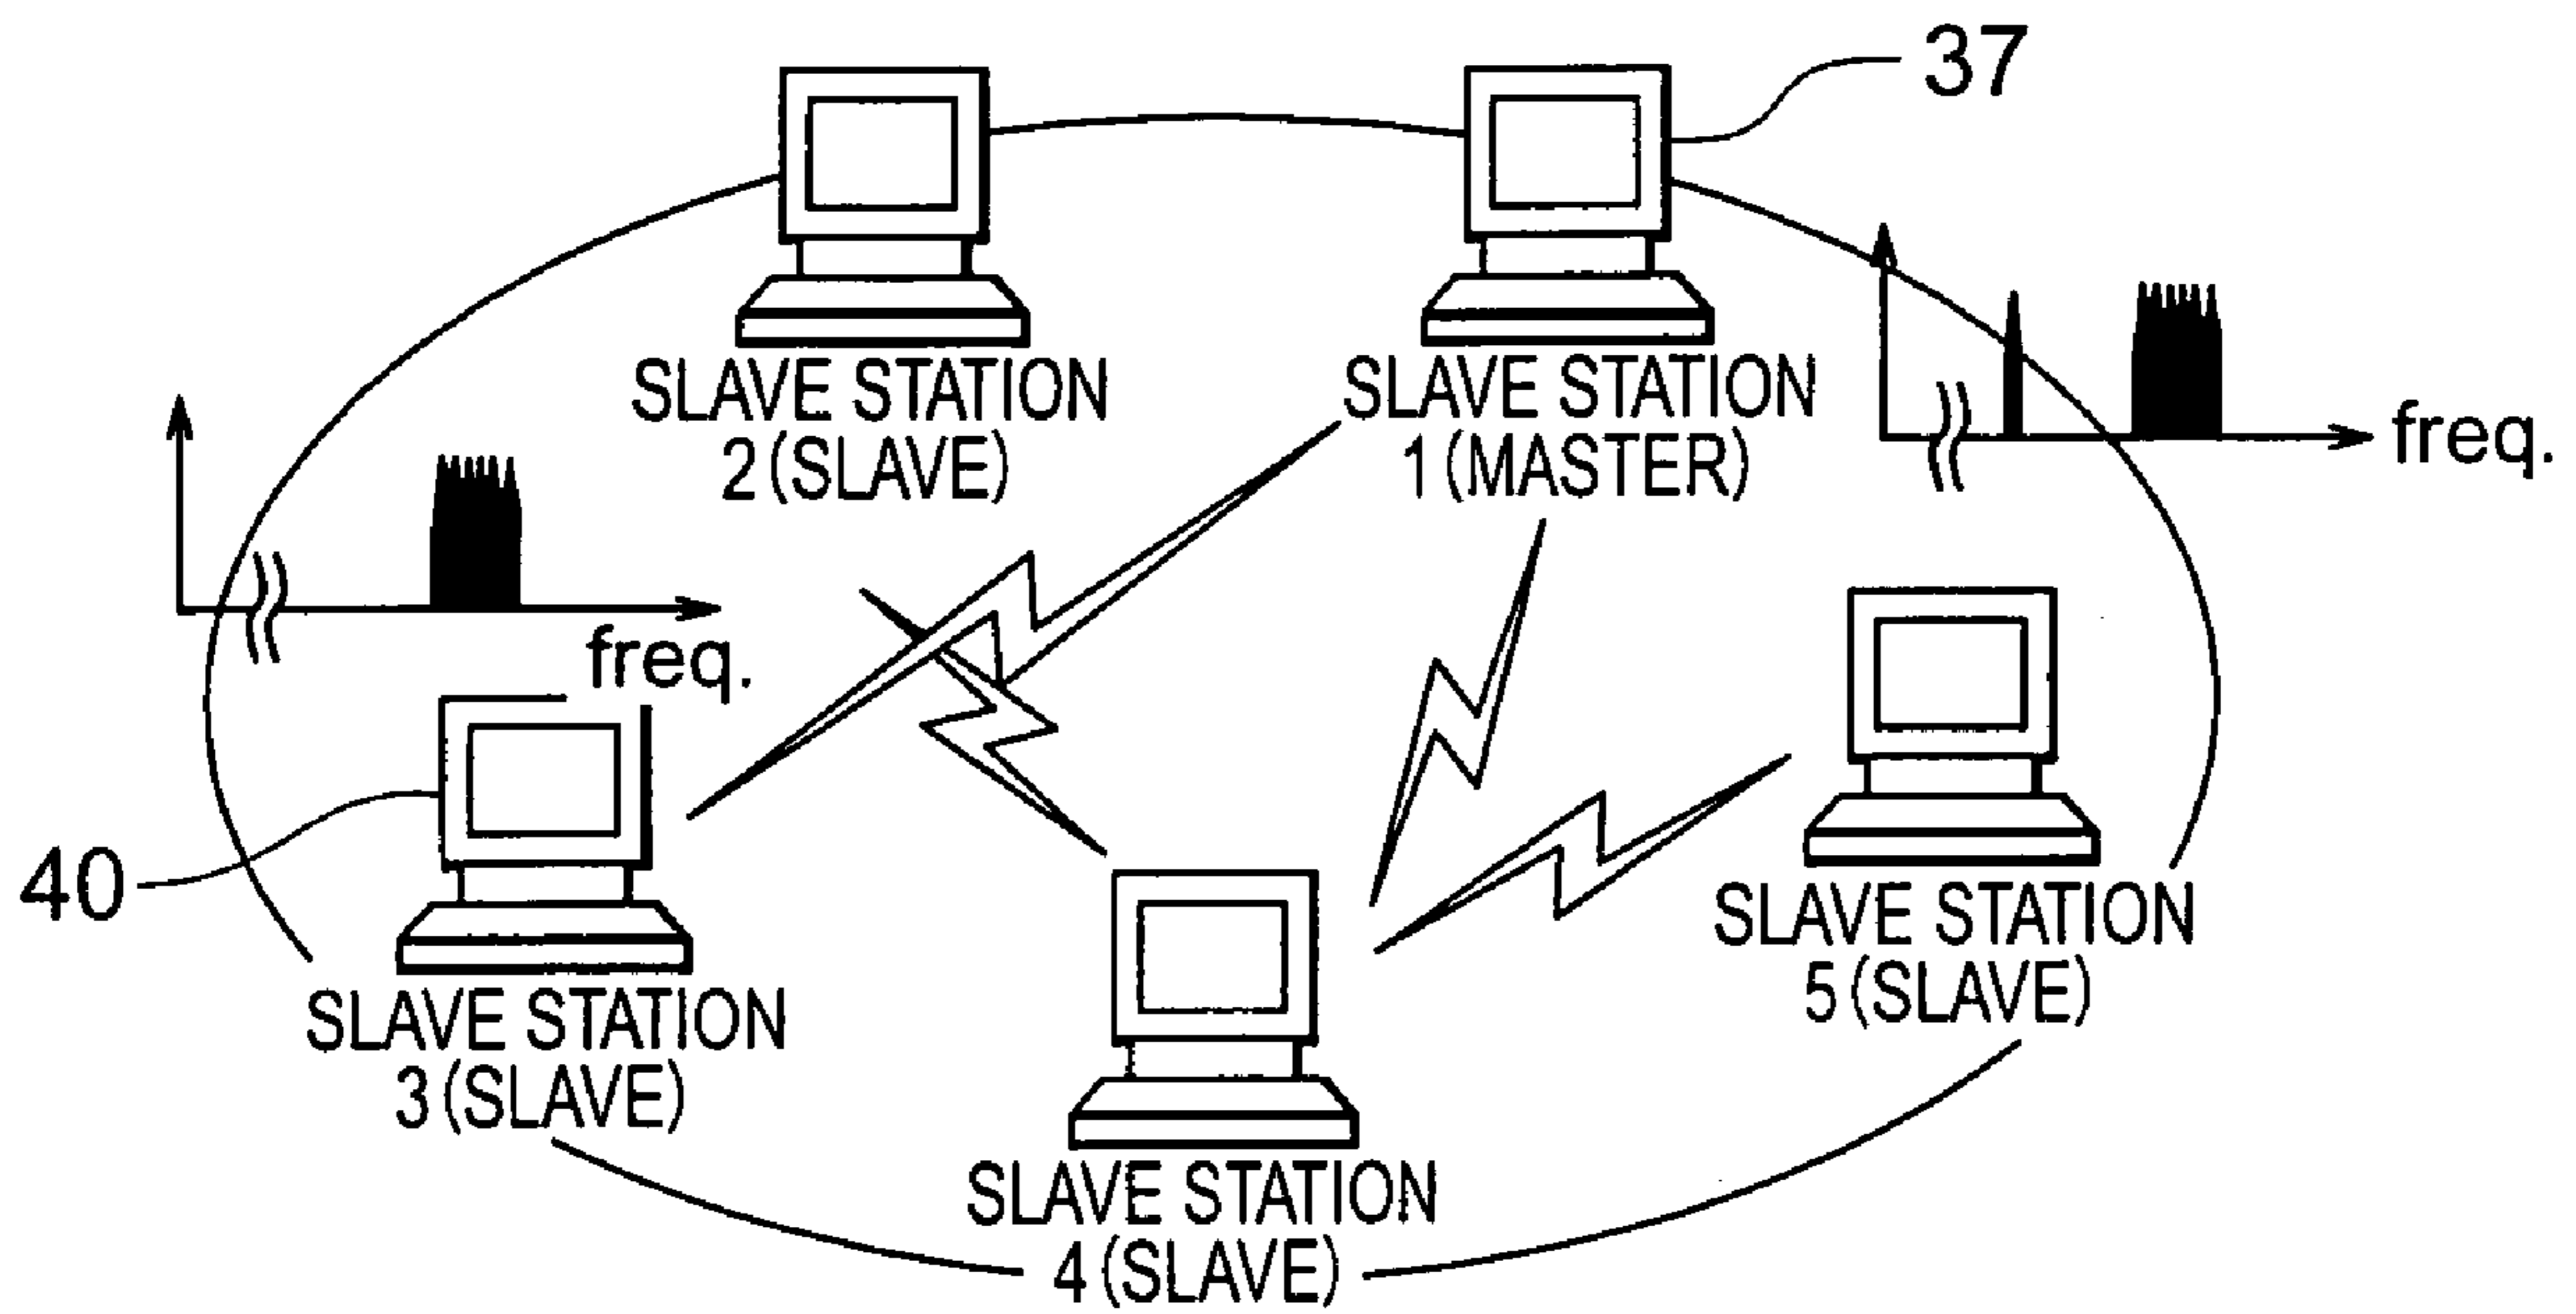 37
SLAVE STATION
2 (SLAVE)
SLAVE STATION
1 (MASTER)
freq.
freq.
40
SLAVE STATION
3 (SLAVE)
SLAVE STATION
5 (SLAVE)
SLAVE STATION
4 (SLAVE)